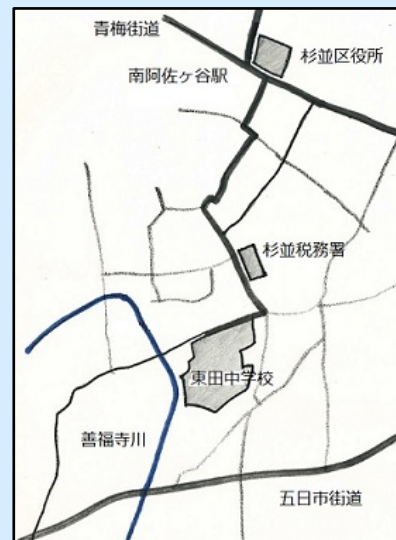 青梅街道
杉並区役所
南阿佐ヶ谷駅
杉並税務署
東田中学校
善福寺川
五日市街道